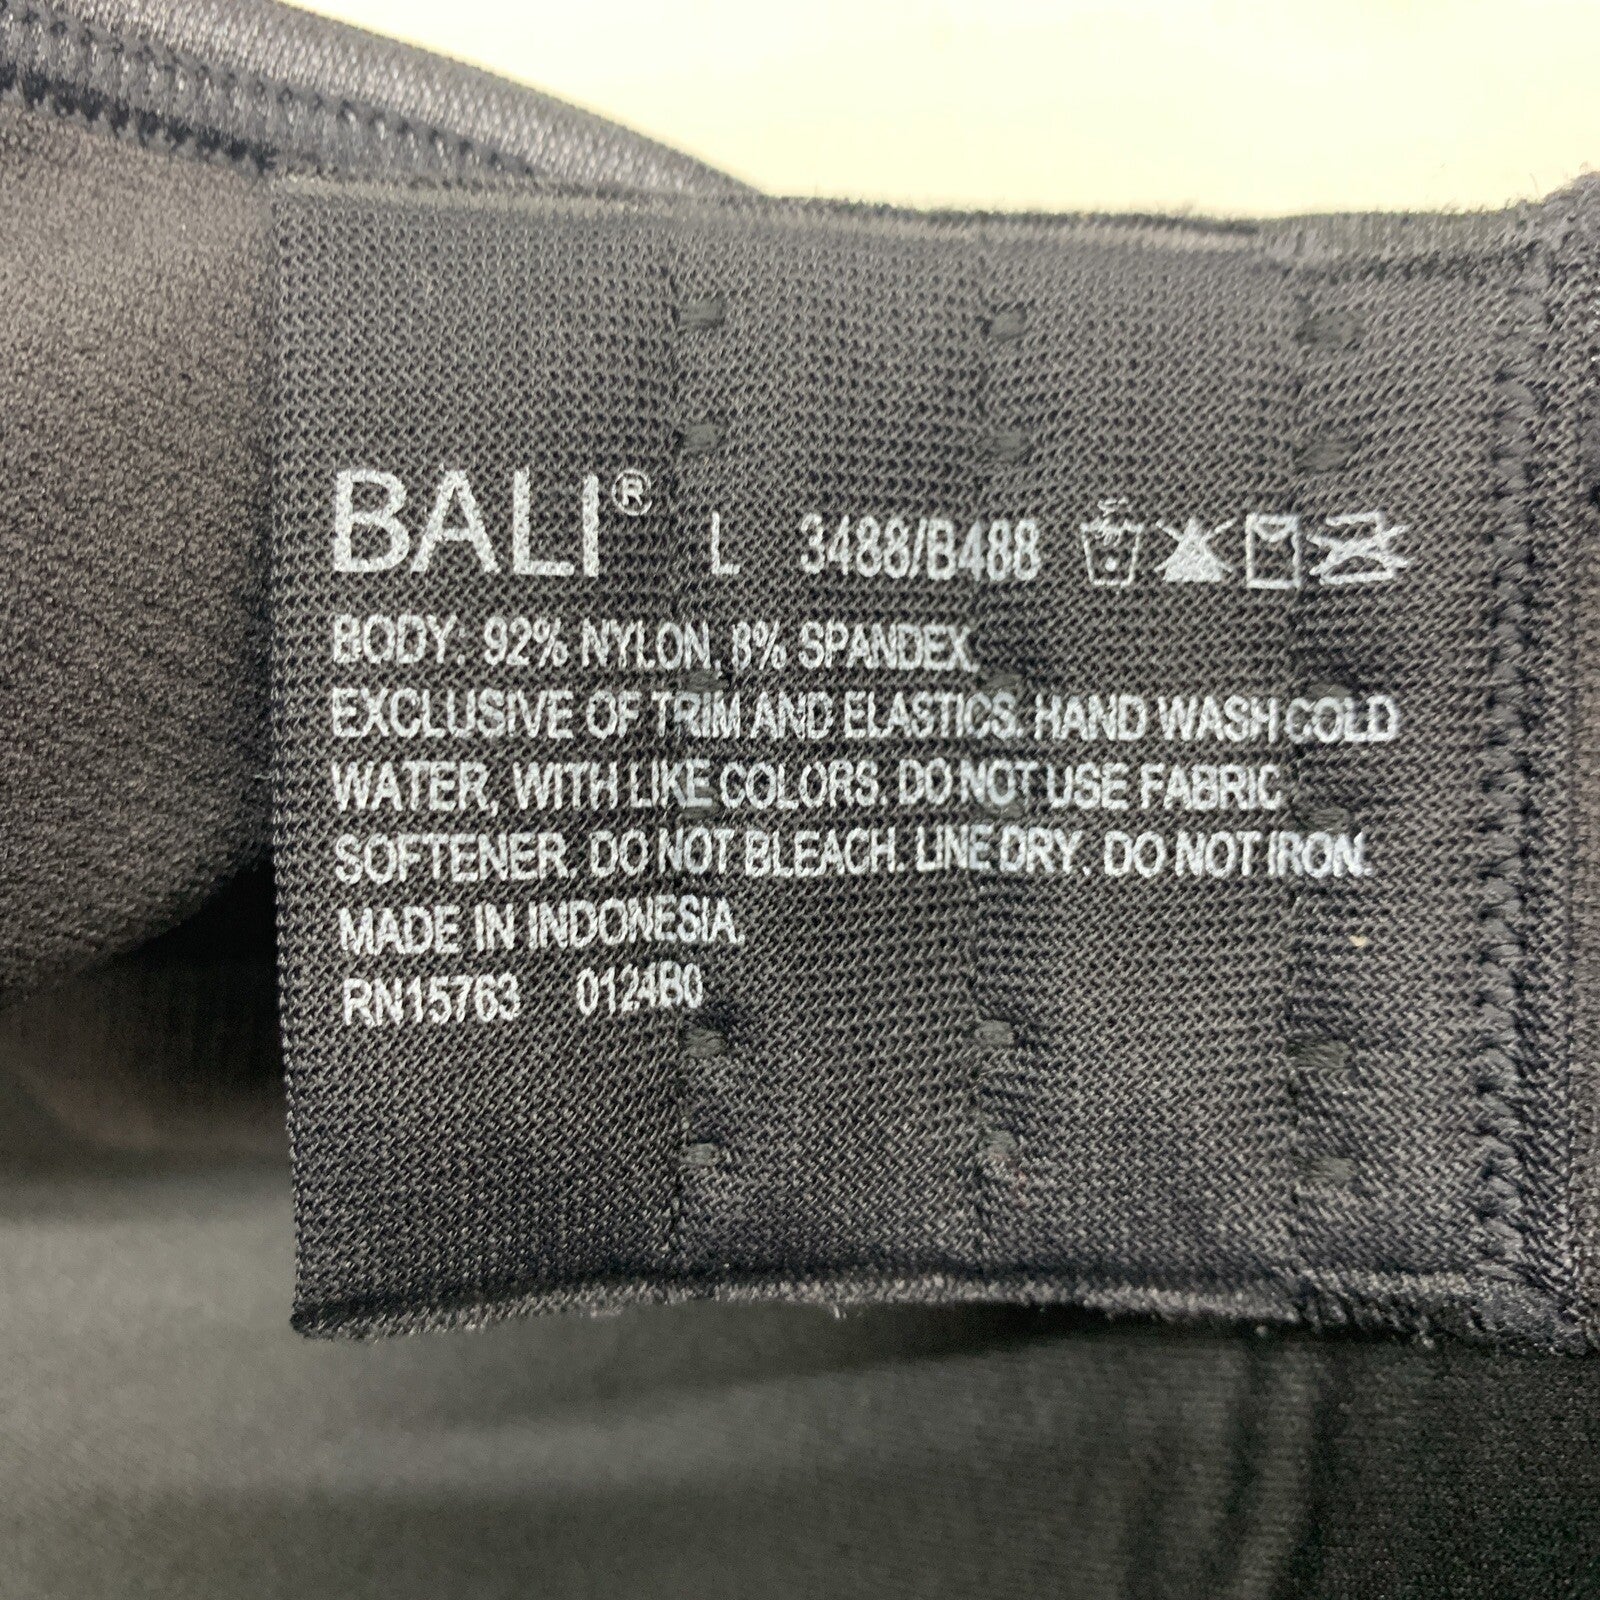 BALI® L 3488/B488
BODY: 92% NYLON, 8% SPANDEX.
EXCLUSIVE OF TRIM AND ELASTICS. HAND WASH COLD
WATER, WITH LIKE COLORS. DO NOT USE FABRIC
SOFTENER. DO NOT BLEACH. LINE DRY. DO NOT IRON.
MADE IN INDONESIA.
RN15763 0124B0